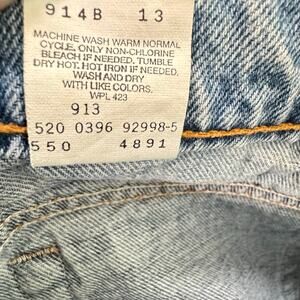 914B 13
MACHINE WASH WARM NORMAL
CYCLE. ONLY NON-CHLORINE
BLEACH IF NEEDED. TUMBLE
DRY HOT. HOT IRON IF NEEDED.
WASH AND DRY
WITH LIKE COLORS.
WPL 423
913
520 0396 92998-5
550 4891